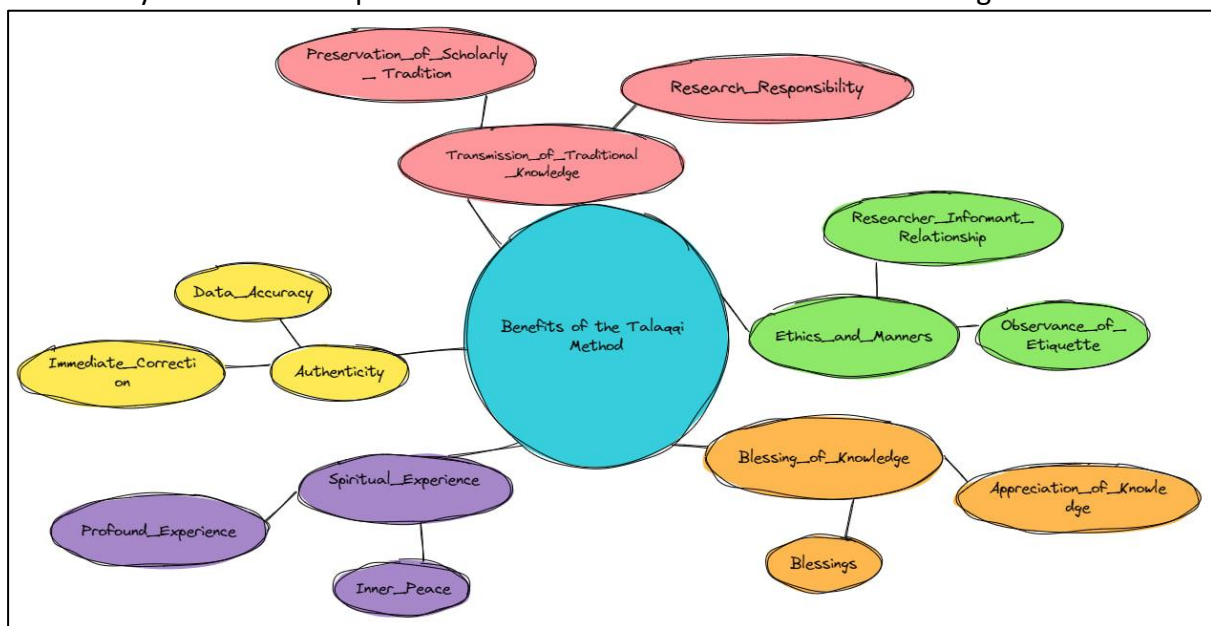 Preservation_of_Scholarly
_Tradition
Research_Responsibility
Transmission_of_Traditional
_Knowledge
Researcher_Informant_
Relationship
Data_Accuracy
Benefits of the Talaqqi
Method
Ethics_and_Manners
Observance_of_
Etiquette
Immediate_Correcti
on
Authenticity
Blessing_of_Knowledge
Spiritual_Experience
Appreciation_of_Knowle
dge
Profound_Experience
Blessings
Inner_Peace